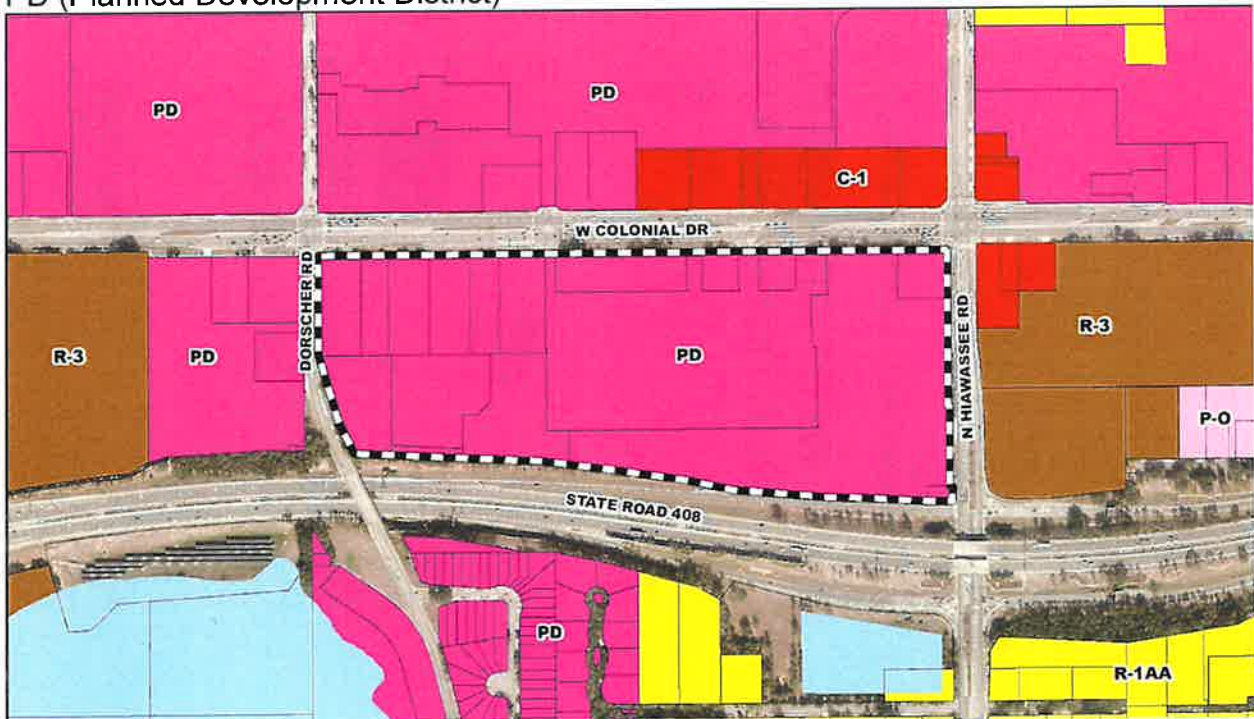 PD (Planned Development District)
PD
PD
C-1
W COLONIAL DR
DORSCHER RD
R-3
PD
PD
N HIAWASSEE RD
R-3
P-O
STATE ROAD 408
PD
R-1AA